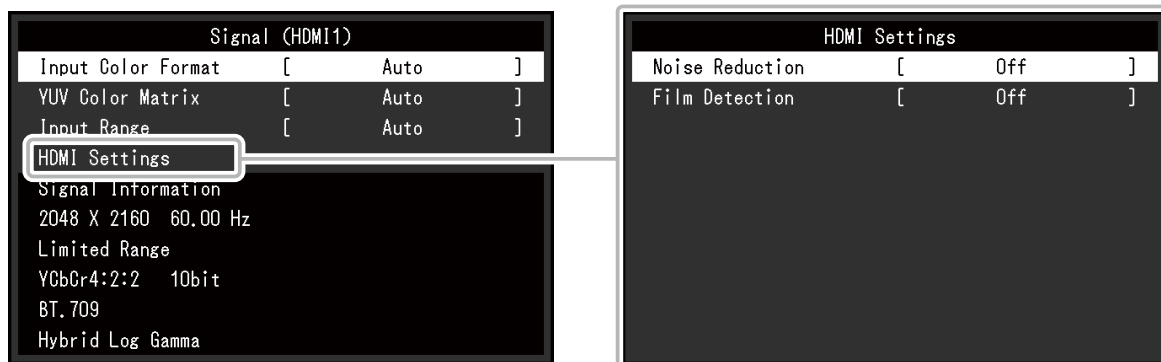 Signal (HDMI1)
Input Color Format [ Auto ]
YUV Color Matrix [ Auto ]
Input Range [ Auto ]
HDMI Settings
Signal Information
2048 X 2160 60.00 Hz
Limited Range
YCbCr4:2:2 10bit
BT.709
Hybrid Log Gamma
HDMI Settings
Noise Reduction [ Off ]
Film Detection [ Off ]